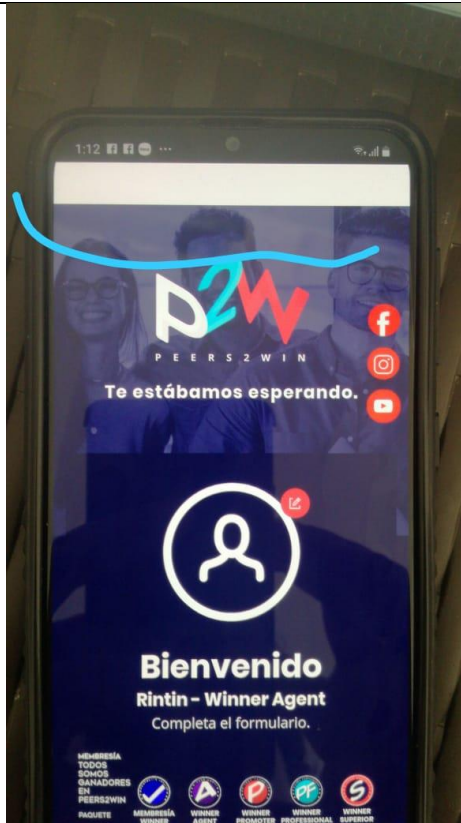 1:12
P2W
PEERS2WIN
Te estábamos esperando.
Bienvenido
Rintin - Winner Agent
Completa el formulario.
MEMBRESÍA
TODOS
SOMOS
GANADORES
EN
PEERS2WIN
PAQUETE
MEMBRESÍA
WINNER
WINNER
AGENT
WINNER
PROMOTER
WINNER
PROFESSIONAL
WINNER
SUPERIOR